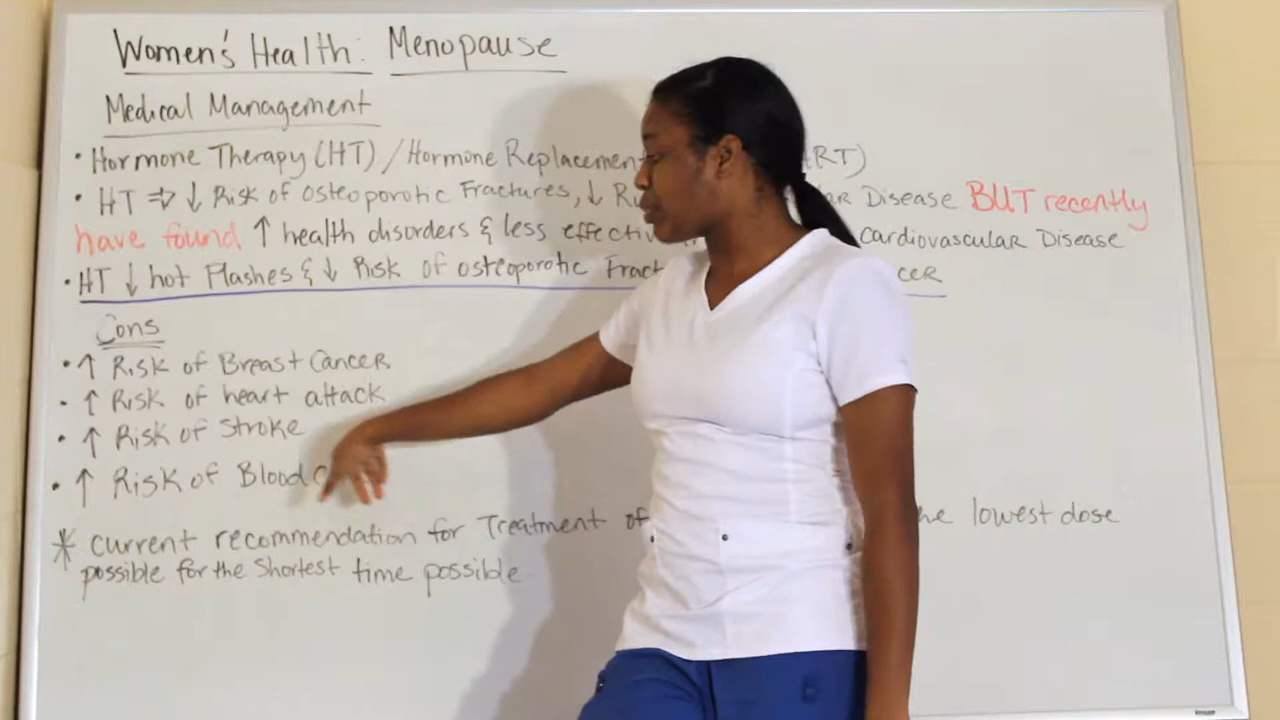 Women's Health: Menopause
Medical Management
• Hormone Therapy (HT) / Hormone Replacement RT)
• HT ⇒ ↓ Risk of Osteoporotic Fractures, ↓ Disease BUT recently
have found ↑ health disorders & less effective Cardiovascular Disease
• HT ↓ hot Flashes & ↓ Risk of osteoporotic
Cons
• ↑ Risk of Breast Cancer
• ↑ Risk of heart attack
• ↑ Risk of Stroke
• ↑ Risk of Blood
* current recommendation for Treatment of lowest dose
possible for the Shortest time possible